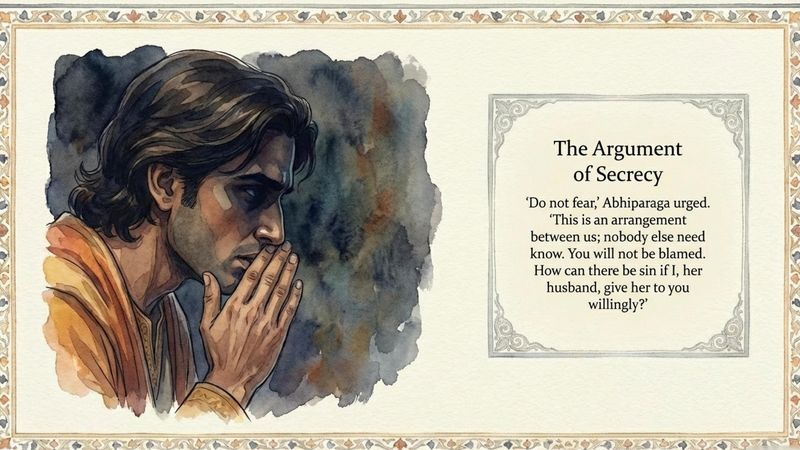 The Argument
of Secrecy
‘Do not fear,’ Abhiparaga urged.
‘This is an arrangement
between us; nobody else need
know. You will not be blamed.
How can there be sin if I, her
husband, give her to you
willingly?’